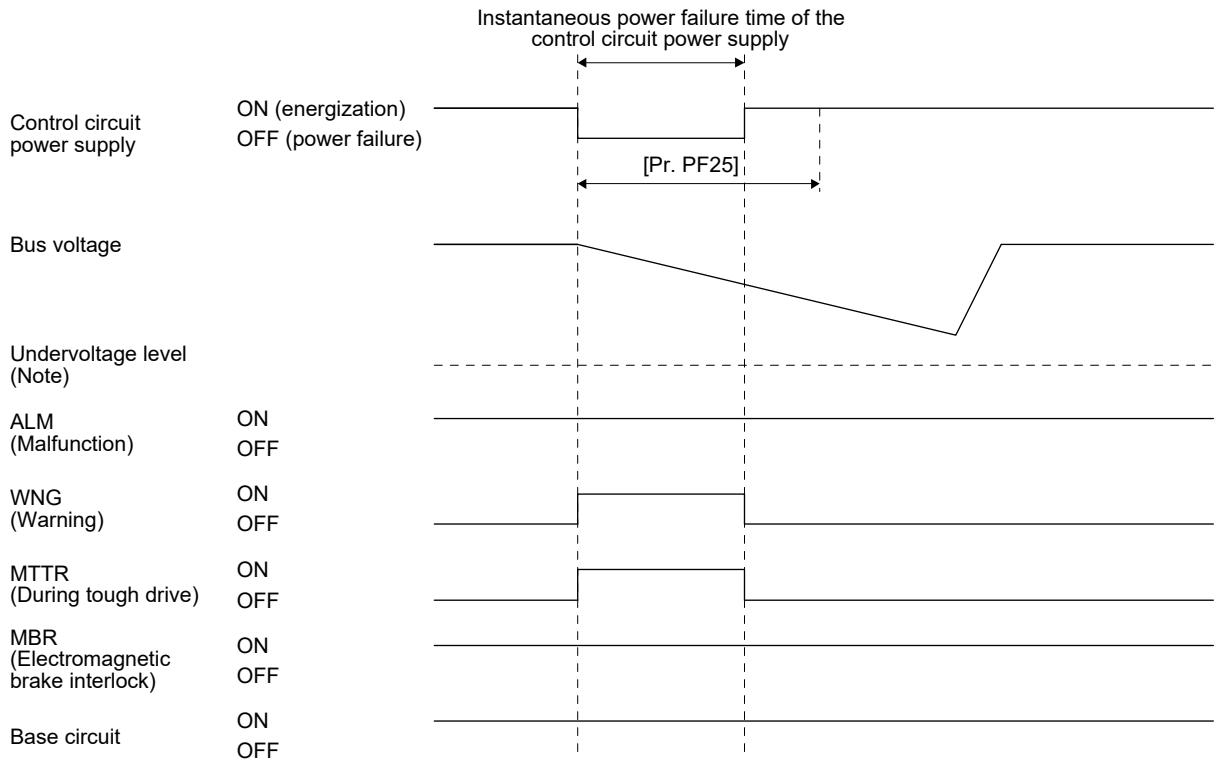 Instantaneous power failure time of the
control circuit power supply
Control circuit
power supply
ON (energization)
OFF (power failure)
[Pr. PF25]
Bus voltage
Undervoltage level
(Note)
ALM
(Malfunction)
ON
OFF
WNG
(Warning)
ON
OFF
MTTR
(During tough drive)
ON
OFF
MBR
(Electromagnetic
brake interlock)
ON
OFF
Base circuit
ON
OFF